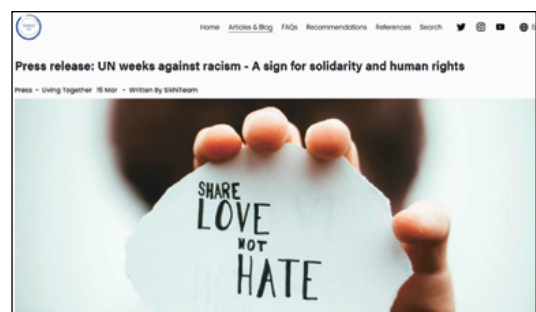 Home Articles & Blog FAQs Recommendations References Search
Press release: UN weeks against racism - A sign for solidarity and human rights
Press - Living Together 15 Mar - Written By SikhiTeam
SHARE
LOVE
NOT
HATE